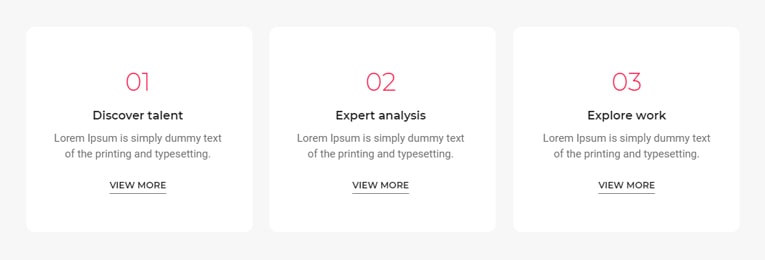 01
Discover talent
Lorem Ipsum is simply dummy text
of the printing and typesetting.
VIEW MORE
02
Expert analysis
Lorem Ipsum is simply dummy text
of the printing and typesetting.
VIEW MORE
03
Explore work
Lorem Ipsum is simply dummy text
of the printing and typesetting.
VIEW MORE